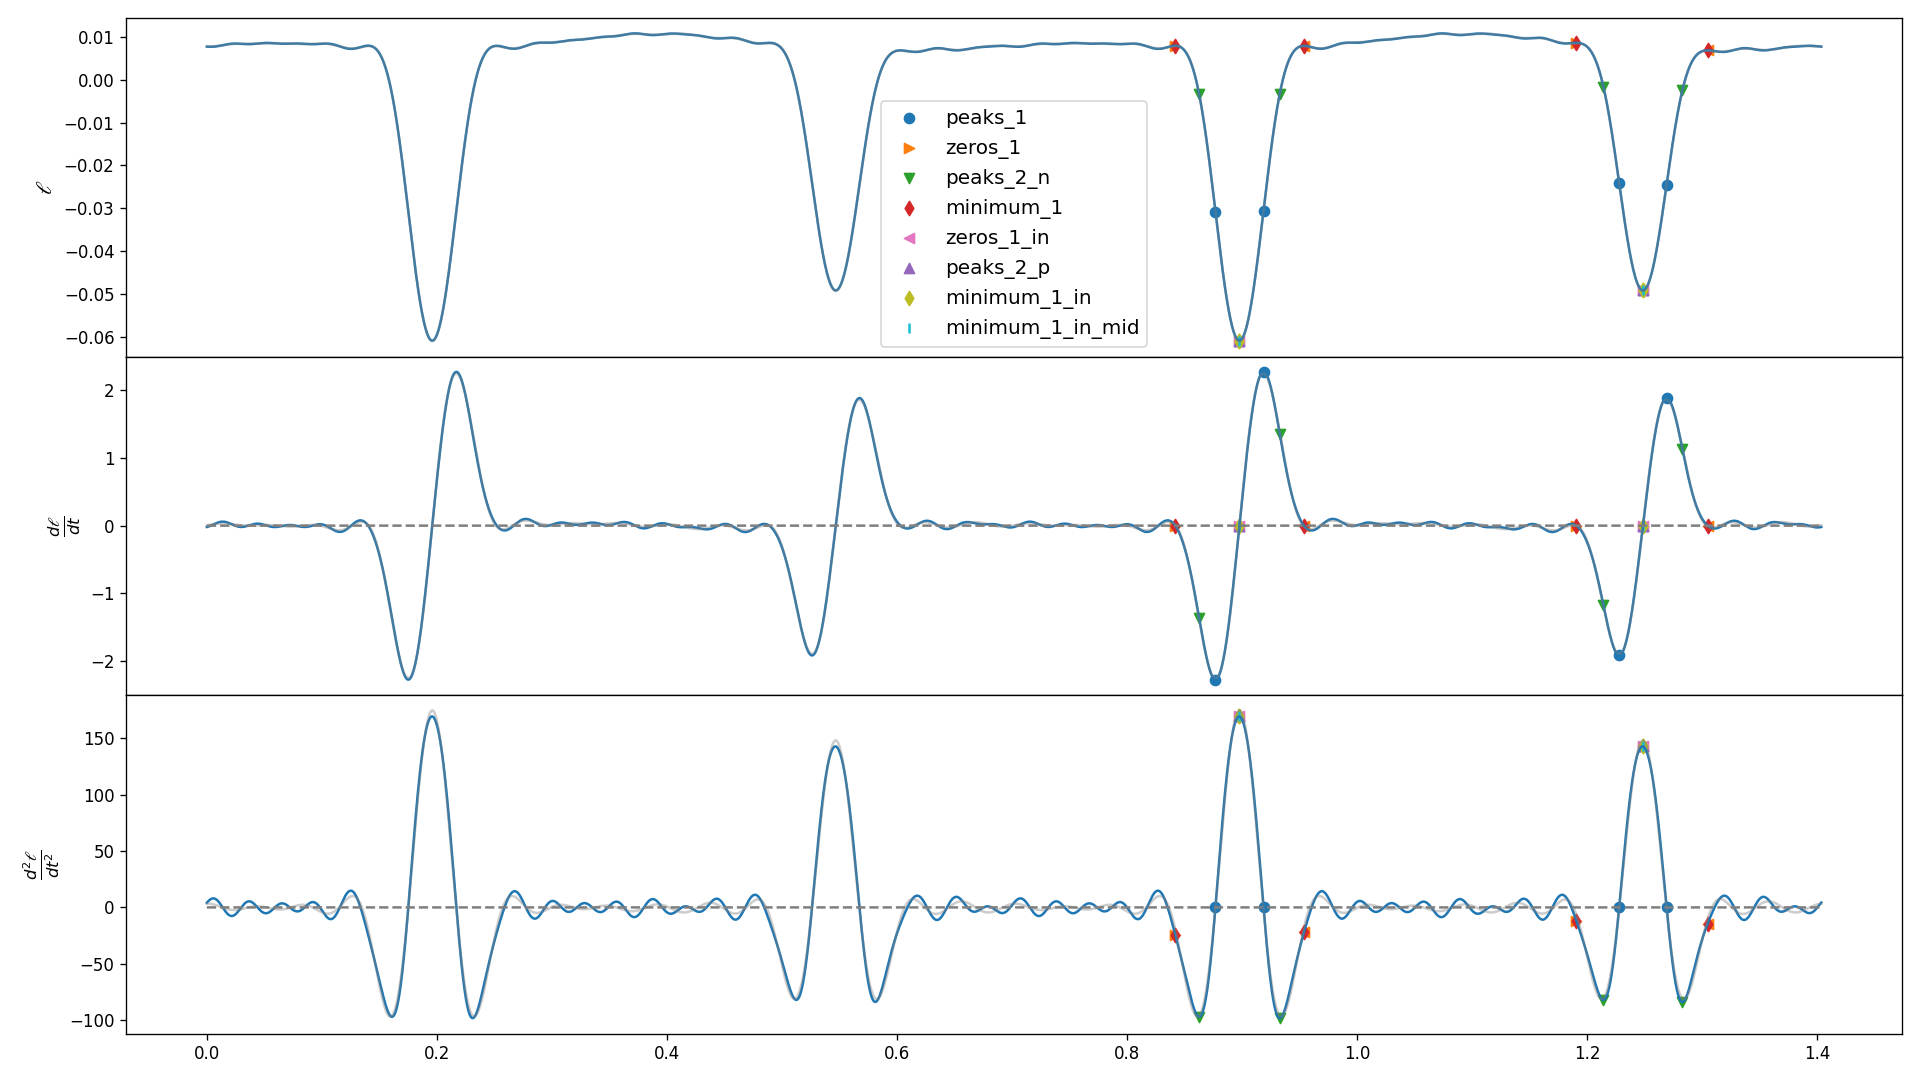 0.01
0.00
−0.01
−0.02
−0.03
−0.04
−0.05
−0.06
ℓ
peaks_1
zeros_1
peaks_2_n
minimum_1
zeros_1_in
peaks_2_p
minimum_1_in
minimum_1_in_mid
2
1
0
−1
−2
dℓ
dt
150
100
50
0
−50
−100
d²ℓ
dt²
0.0 0.2 0.4 0.6 0.8 1.0 1.2 1.4